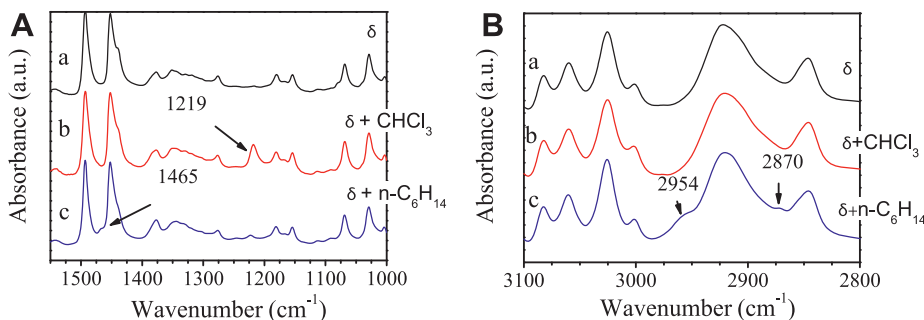 A
Absorbance (a.u.)
a
δ
1219
δ + CHCl₃
b
1465
δ + n-C₆H₁₄
c
1500 1400 1300 1200 1100 1000
Wavenumber (cm⁻¹)
B
Absorbance (a.u.)
a
δ
b
δ+CHCl₃
2954
2870
c
δ+n-C₆H₁₄
3100 3000 2900 2800
Wavenumber (cm⁻¹)